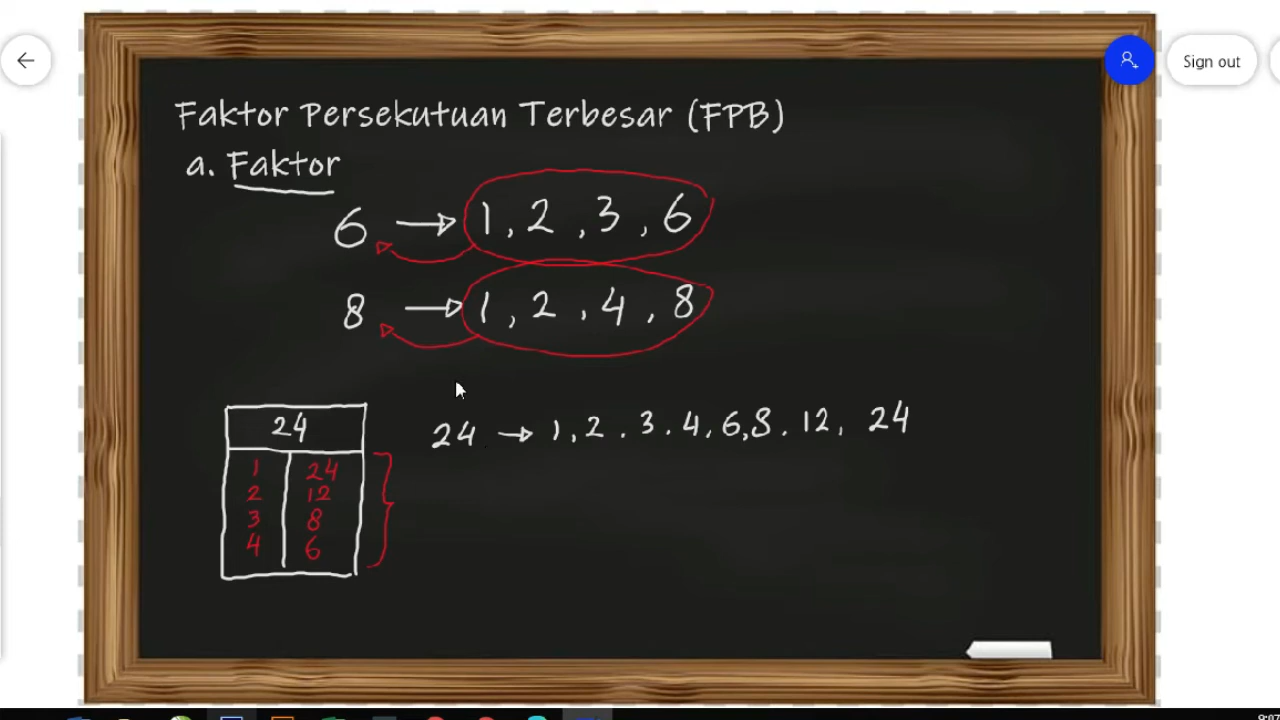 Sign out
Faktor Persekutuan Terbesar (FPB)
a. Faktor
6 → 1, 2, 3, 6
8 → 1, 2, 4, 8
24
1 24
2 12
3 8
4 6
24 → 1, 2. 3. 4, 6,8. 12, 24